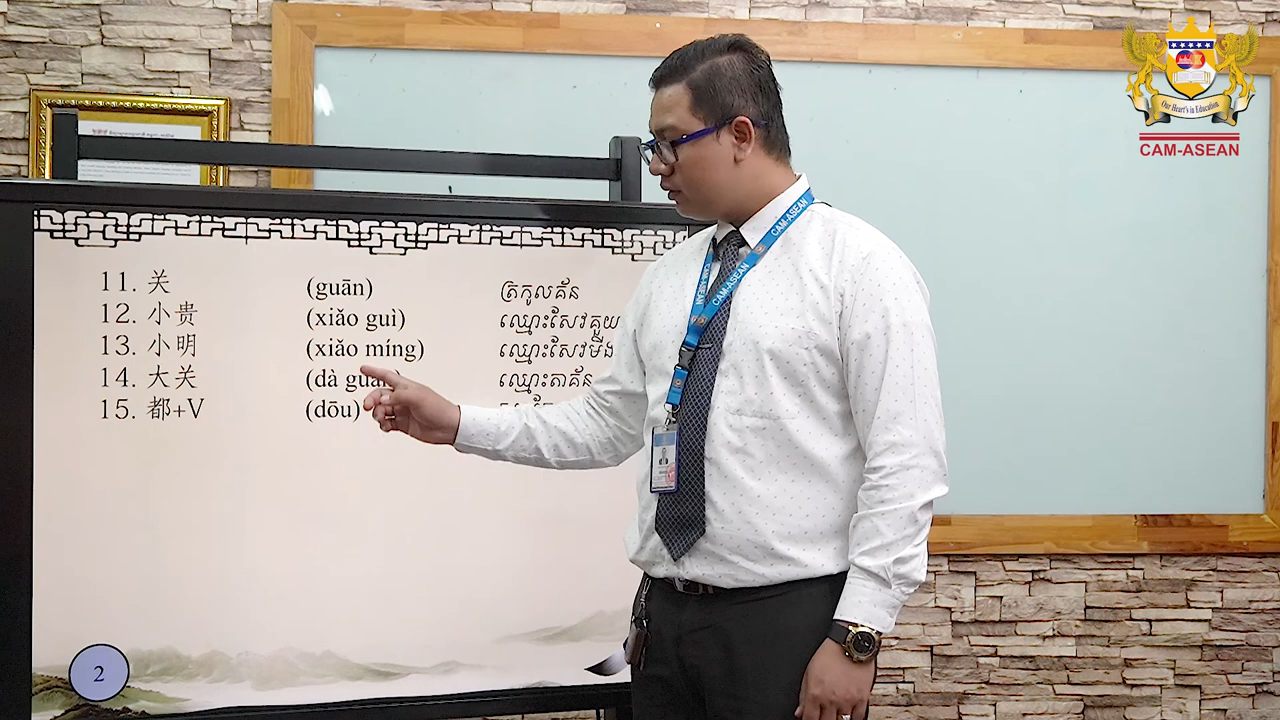 11. 关 (guān) ត្រកូលគ័ន
12. 小贵 (xiǎo guì) ឈ្មោះសែវគួយ
13. 小明 (xiǎo míng) ឈ្មោះសែវមីង
14. 大关 (dà guān) ឈ្មោះតាគ័ន
15. 都+V (dōu)
2
CAM-ASEAN
CAM-ASEAN
Our Heart's in Education
CAM-ASEAN